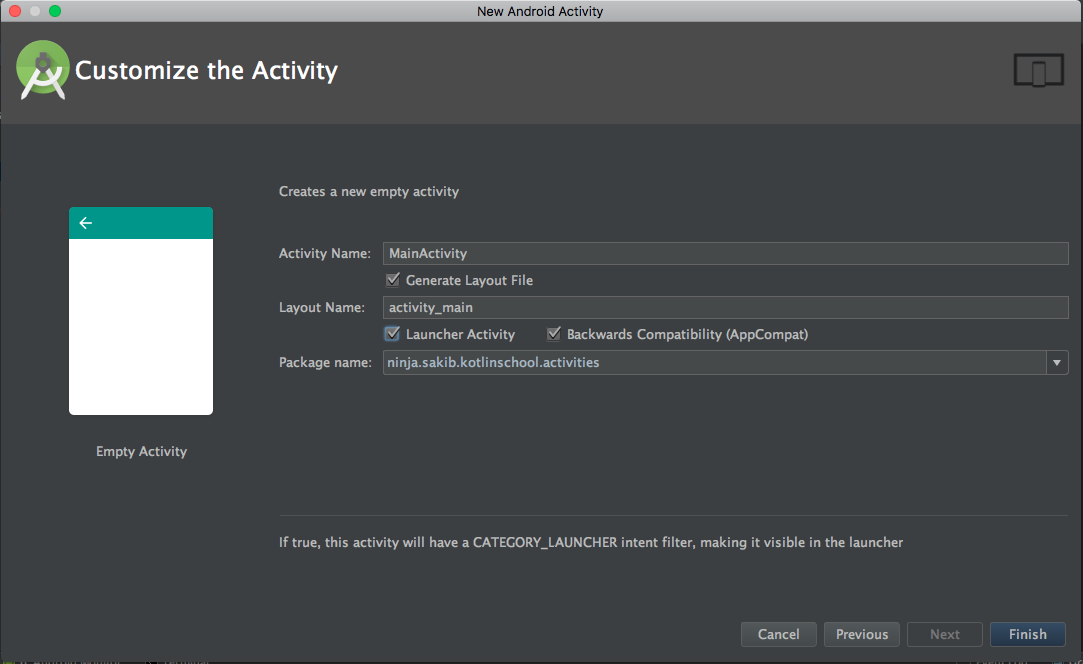 New Android Activity
Customize the Activity
Creates a new empty activity
Activity Name: MainActivity
Generate Layout File
Layout Name: activity_main
Launcher Activity Backwards Compatibility (AppCompat)
Package name: ninja.sakib.kotlinschool.activities
Empty Activity
If true, this activity will have a CATEGORY_LAUNCHER intent filter, making it visible in the launcher
Cancel Previous Next Finish